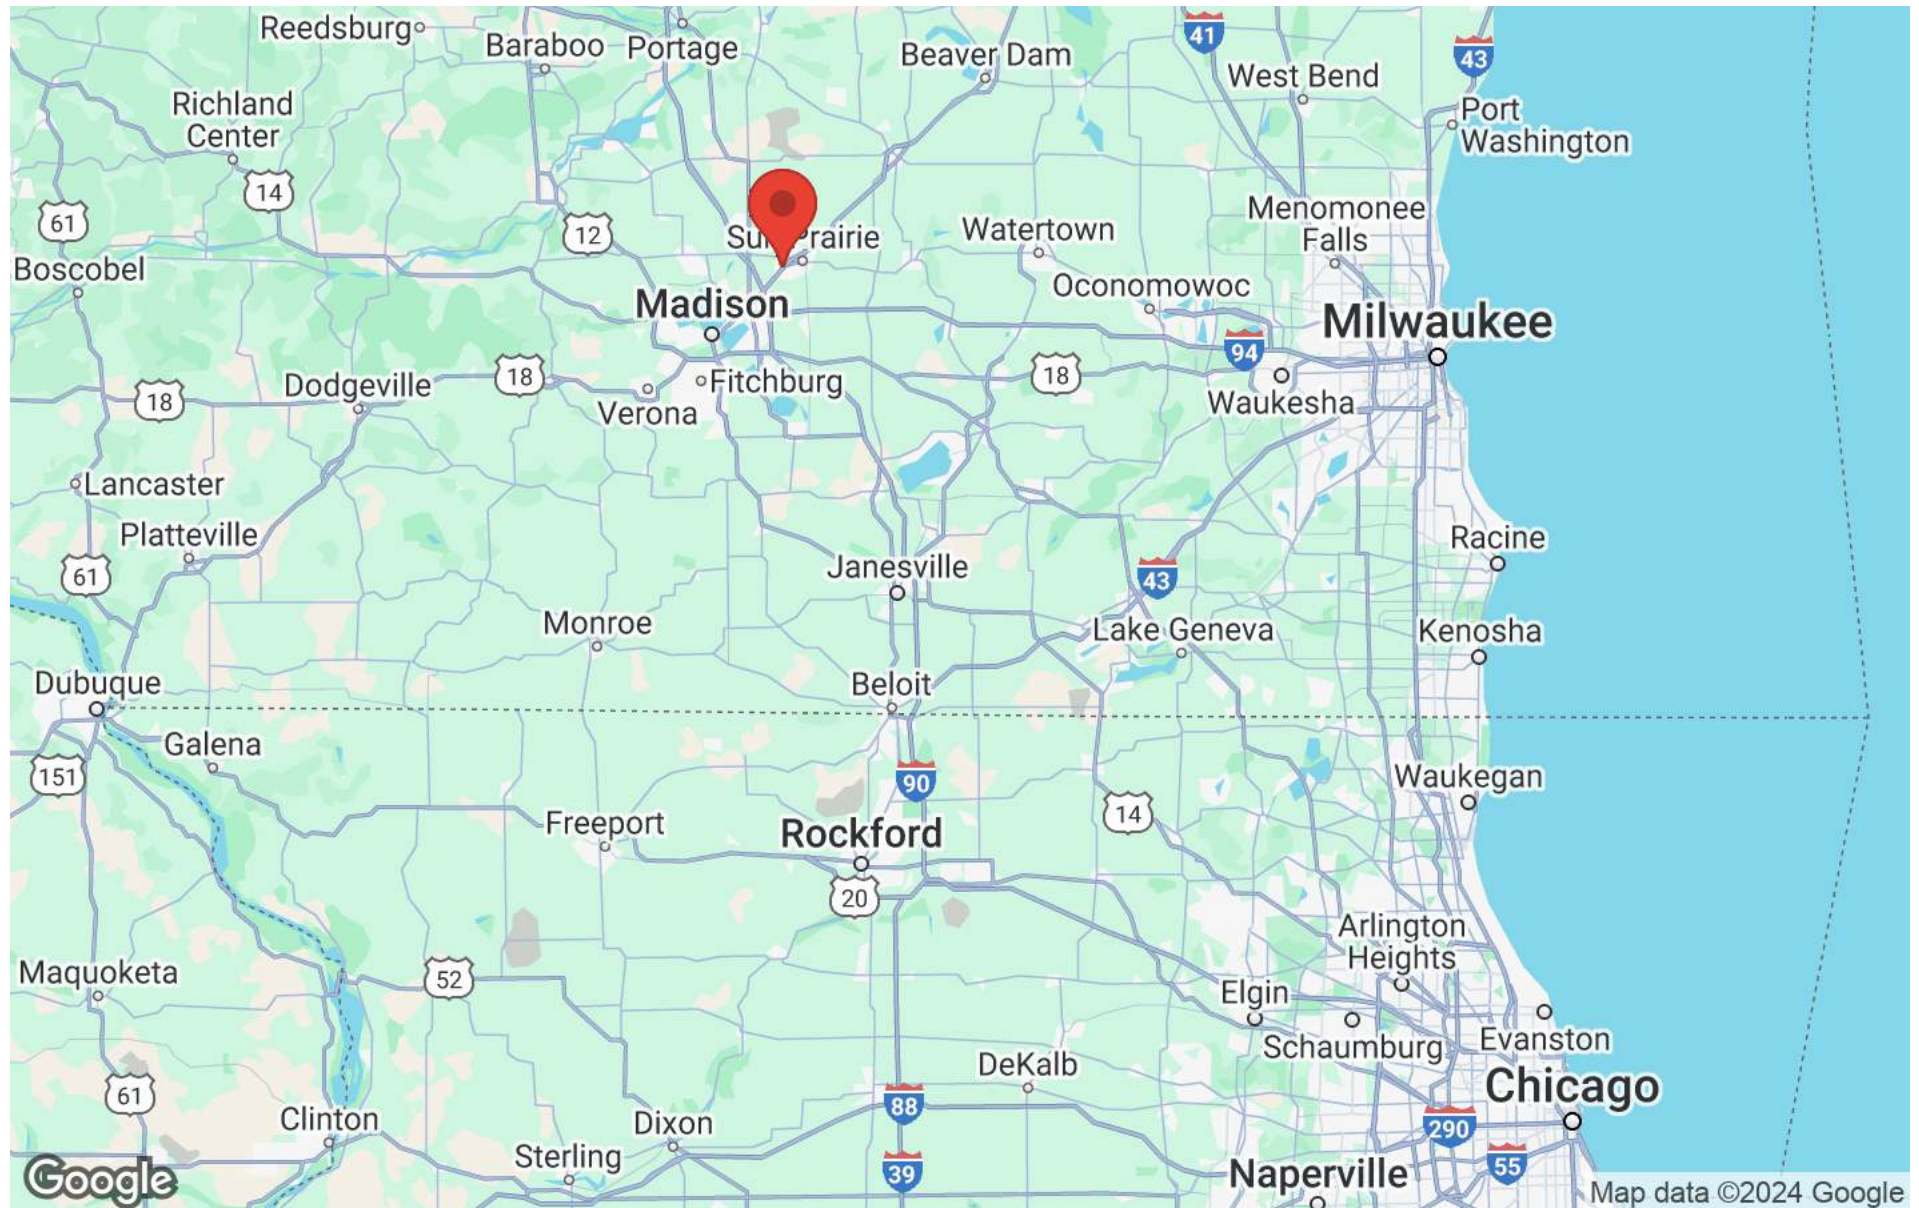 Reedsburg
Baraboo
Portage
Beaver Dam
41
43
West Bend
Port
Washington
Richland
Center
14
61
12
Sun Prairie
Watertown
Menomonee
Falls
Boscobel
Madison
Oconomowoc
Milwaukee
94
18
Dodgeville
18
Fitchburg
18
Verona
Waukesha
Lancaster
Platteville
61
Janesville
43
Racine
Monroe
Lake Geneva
Kenosha
Dubuque
Beloit
Galena
151
90
Waukegan
14
Freeport
Rockford
20
Arlington
Heights
Maquoketa
52
Elgin
Schaumburg
Evanston
DeKalb
Chicago
61
88
Clinton
Dixon
290
Sterling
39
Naperville
55
Google
Map data ©2024 Google